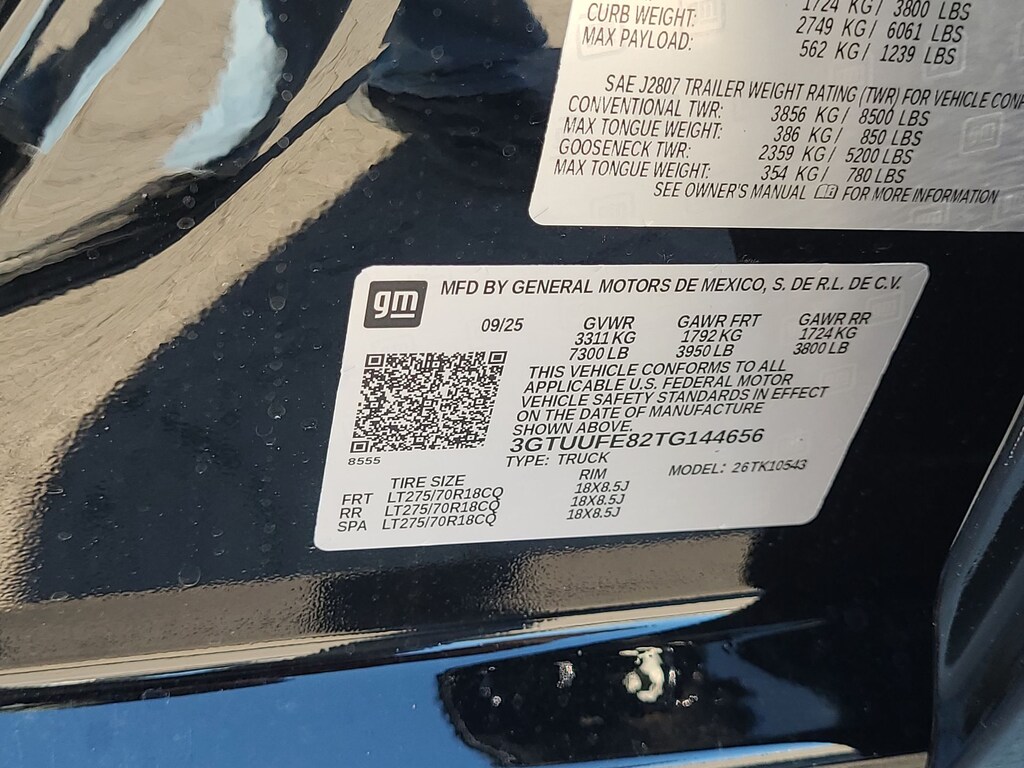 1724 KG/ 3800 LBS
CURB WEIGHT: 2749 KG/ 6061 LBS
MAX PAYLOAD: 562 KG/ 1239 LBS
SAE J2807 TRAILER WEIGHT RATING (TWR) FOR VEHICLE
CONVENTIONAL TWR: 3856 KG/ 8500 LBS
MAX TONGUE WEIGHT: 386 KG/ 850 LBS
GOOSENECK TWR: 2359 KG/ 5200 LBS
MAX TONGUE WEIGHT: 354 KG/ 780 LBS
SEE OWNER'S MANUAL FOR MORE INFORMATION
gm
MFD BY GENERAL MOTORS DE MEXICO, S. DE R.L. DE C.V.
09/25 GVWR GAWR FRT GAWR RR
3311 KG 1792 KG 1724 KG
7300 LB 3950 LB 3800 LB
THIS VEHICLE CONFORMS TO ALL
APPLICABLE U.S. FEDERAL MOTOR
VEHICLE SAFETY STANDARDS IN EFFECT
ON THE DATE OF MANUFACTURE
SHOWN ABOVE.
3GTUUFE82TG144656
8555
TYPE: TRUCK MODEL: 26TK10543
TIRE SIZE RIM
FRT LT275/70R18CQ 18X8.5J
RR LT275/70R18CQ 18X8.5J
SPA LT275/70R18CQ 18X8.5J